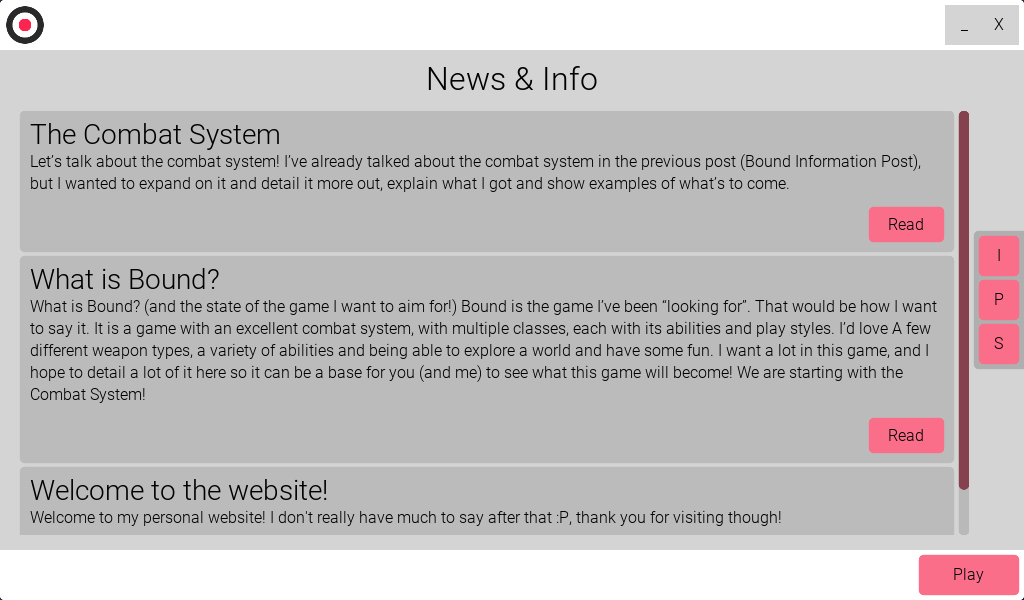 _ X
News & Info
The Combat System
Let’s talk about the combat system! I’ve already talked about the combat system in the previous post (Bound Information Post),
but I wanted to expand on it and detail it more out, explain what I got and show examples of what’s to come.
Read
I
What is Bound?
P
What is Bound? (and the state of the game I want to aim for!) Bound is the game I’ve been “looking for”. That would be how I want
to say it. It is a game with an excellent combat system, with multiple classes, each with its abilities and play styles. I’d love A few
S
different weapon types, a variety of abilities and being able to explore a world and have some fun. I want a lot in this game, and I
hope to detail a lot of it here so it can be a base for you (and me) to see what this game will become! We are starting with the
Combat System!
Read
Welcome to the website!
Welcome to my personal website! I don't really have much to say after that :P, thank you for visiting though!
Play